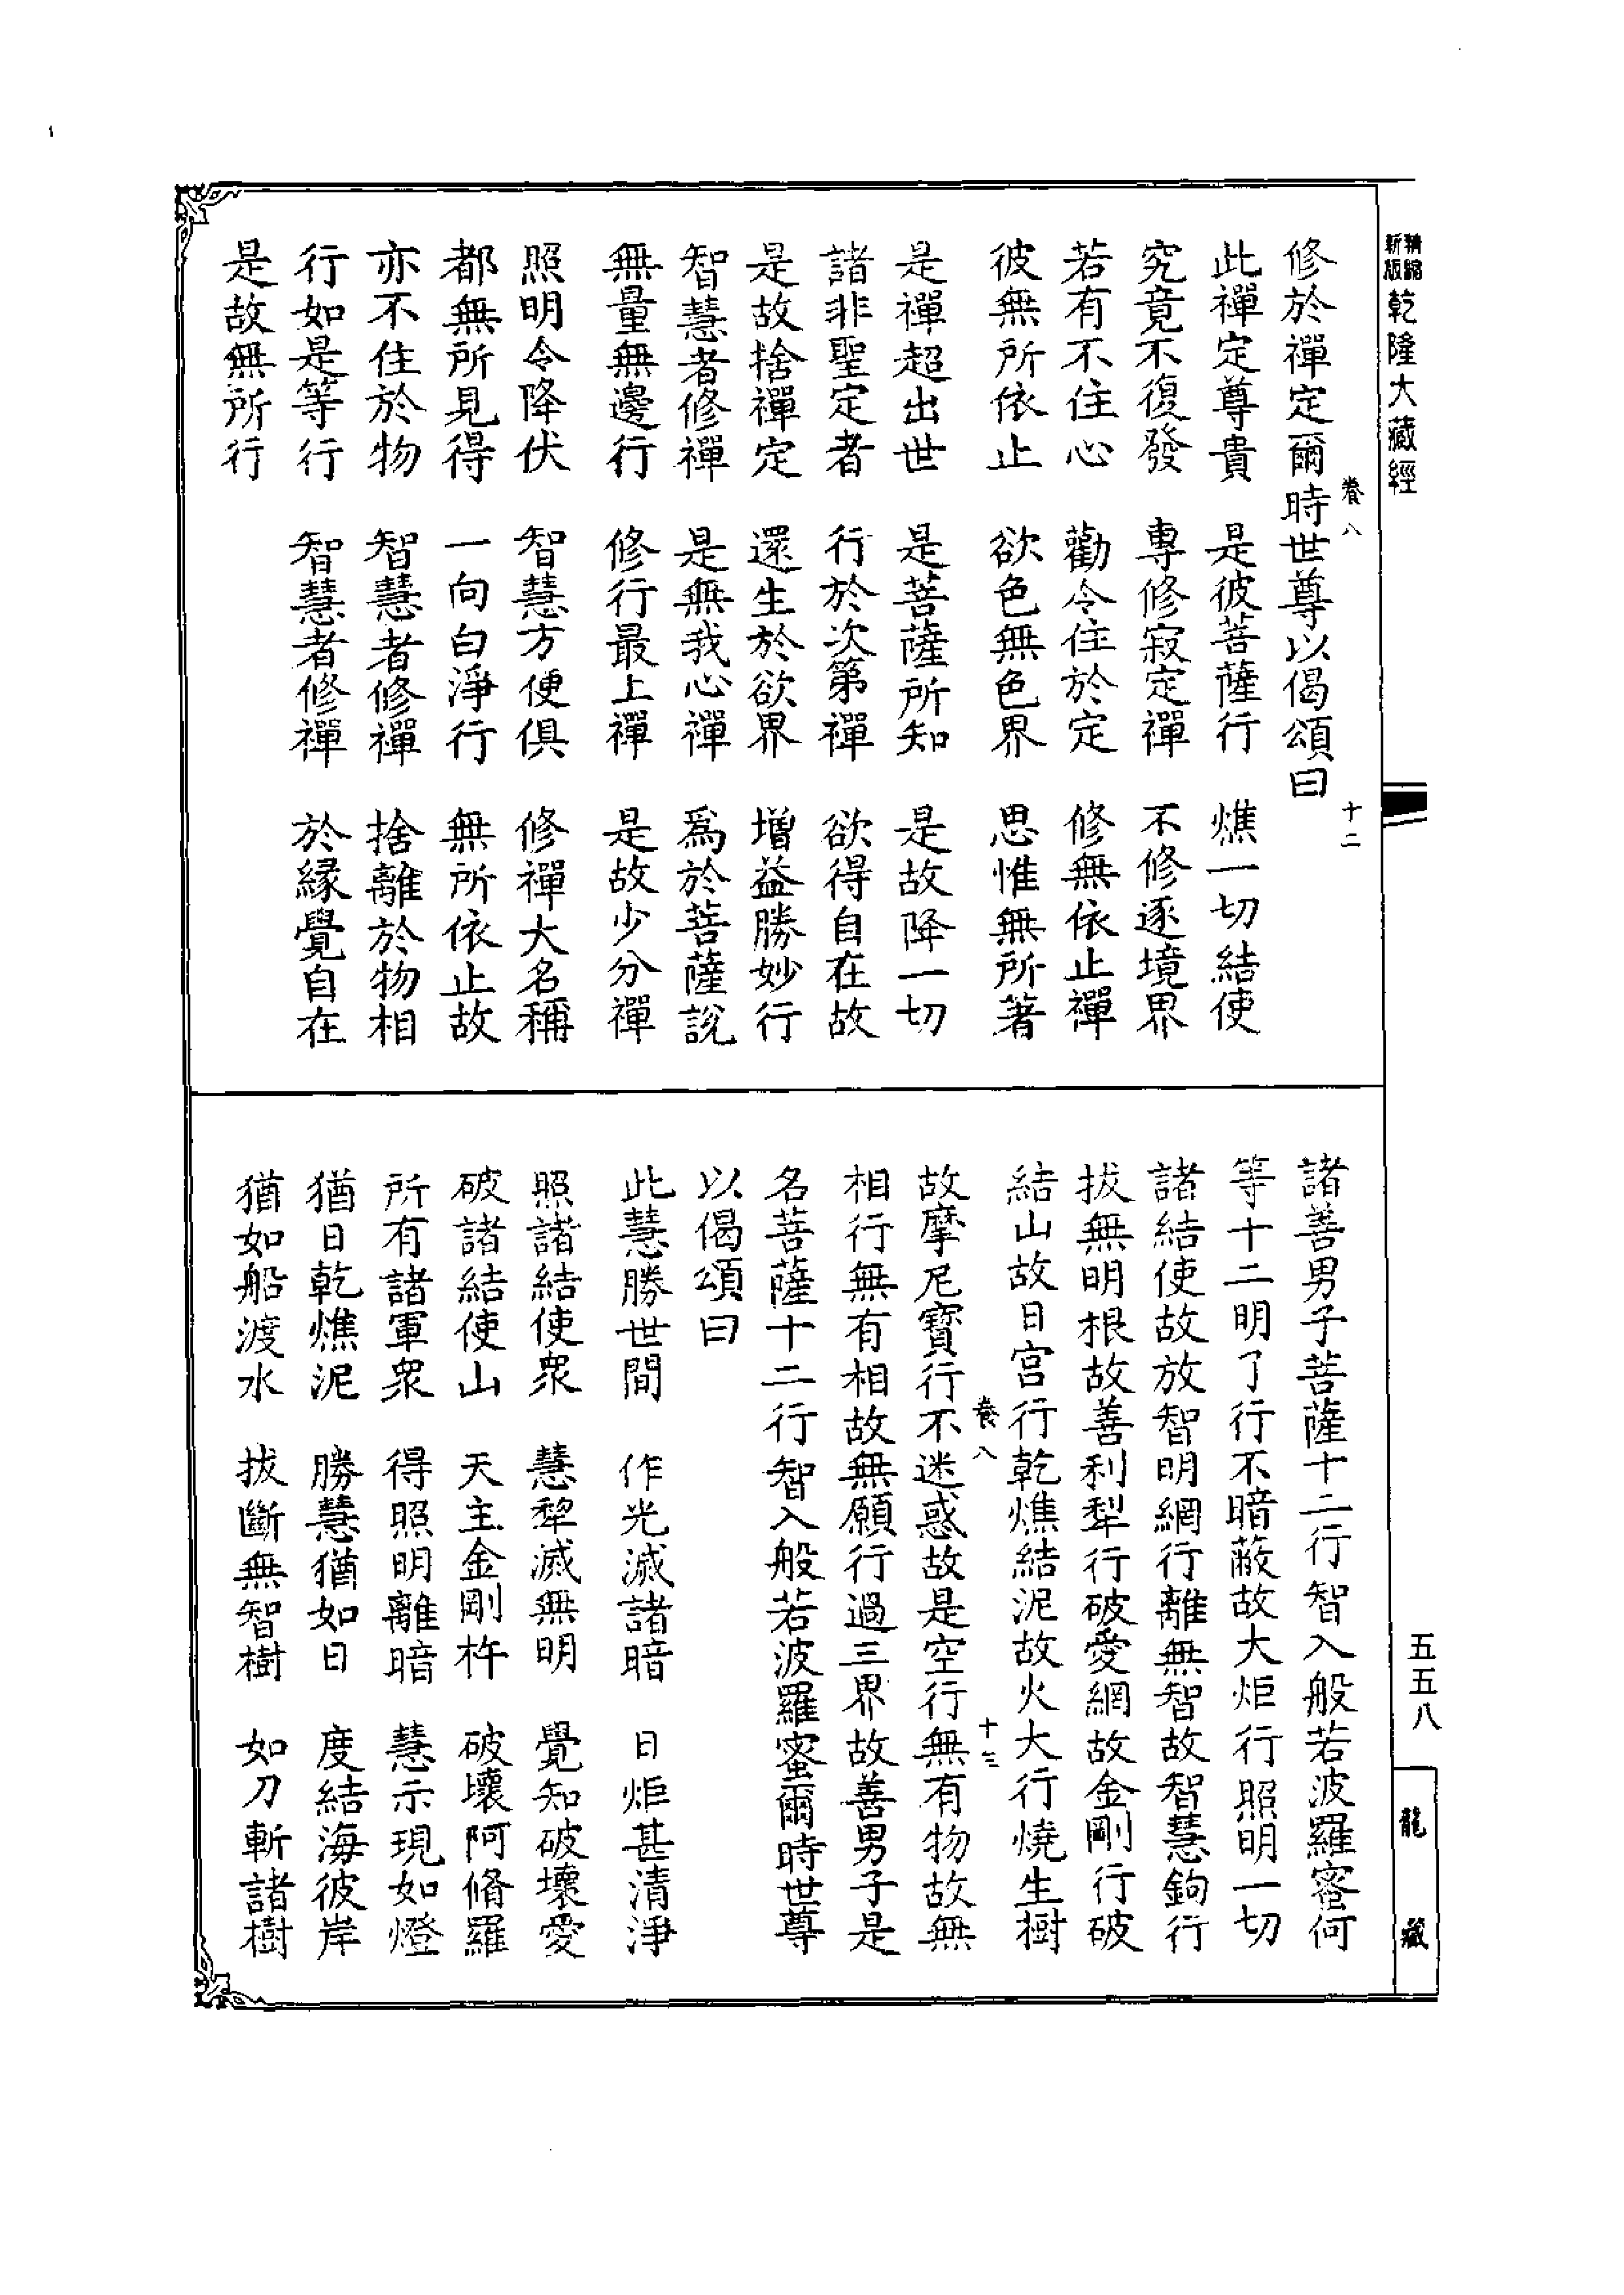 精縮新版乾隆大藏經
修於禪定爾時世尊以偈頌曰
此禪定尊貴　是彼菩薩行　燋一切結使
究竟不復發　專修寂定禪　不修逐境界
若有不住心　勸令住於定　修無依止禪
彼無所依止　欲色無色界　思惟無所著
是禪超出世　是菩薩所知　是故降一切
諸非聖定者　行於次第禪　欲得自在故
是故捨禪定　還生於欲界　增益勝妙行
智慧者修禪　是無我心禪　爲於菩薩說
無量無邊行　修行最上禪　是故少分禪
照明令降伏　智慧方便俱　修禪大名稱
都無所見得　一向白淨行　無所依止故
亦不住於物　智慧者修禪　捨離於物相
行如是等行　智慧者修禪　於緣覺自在
是故無所行
卷八　十二
諸善男子菩薩十二行智入般若波羅蜜何
等十二明了行不暗蔽故大炬行照明一切
諸結使故放智明網行離無智故智慧鉤行
拔無明根故善利犁行破愛網故金剛行破
結山故日宮行乾燋結泥故火大行燒生樹
故摩尼寶行不迷惑故是空行無有物故無
相行無有相故無願行過三界故善男子是
名菩薩十二行智入般若波羅蜜爾時世尊
以偈頌曰
此慧勝世間　作光滅諸暗　日炬甚清淨
照諸結使衆　慧犂滅無明　覺知破壞愛
破諸結使山　天主金剛杵　破壞阿脩羅
所有諸軍衆　得照明離暗　慧示現如燈
猶日乾燋泥　勝慧猶如日　度結海彼岸
猶如船渡水　拔斷無智樹　如刀斬諸樹
卷八　十三
五五八
龍藏